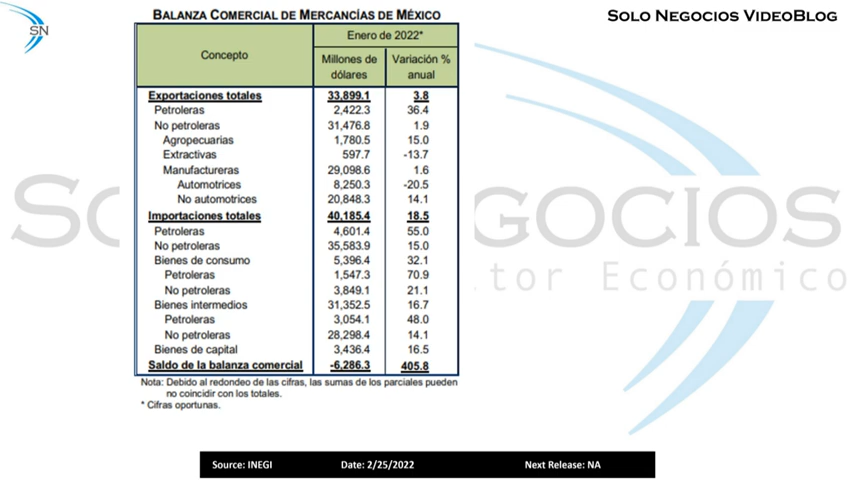 BALANZA COMERCIAL DE MERCANCÍAS DE MÉXICO
SOLO NEGOCIOS VIDEOBLOG
SN
Concepto
Enero de 2022*
Millones de dólares
Variación % anual
Exportaciones totales 33,899.1 3.8
Petroleras 2,422.3 36.4
No petroleras 31,476.8 1.9
Agropecuarias 1,780.5 15.0
Extractivas 597.7 -13.7
Manufactureras 29,098.6 1.6
Automotrices 8,250.3 -20.5
No automotrices 20,848.3 14.1
Importaciones totales 40,185.4 18.5
Petroleras 4,601.4 55.0
No petroleras 35,583.9 15.0
Bienes de consumo 5,396.4 32.1
Petroleras 1,547.3 70.9
No petroleras 3,849.1 21.1
Bienes intermedios 31,352.5 16.7
Petroleras 3,054.1 48.0
No petroleras 28,298.4 14.1
Bienes de capital 3,436.4 16.5
Saldo de la balanza comercial -6,286.3 405.8
Nota: Debido al redondeo de las cifras, las sumas de los parciales pueden
no coincidir con los totales.
* Cifras oportunas.
Source: INEGI Date: 2/25/2022 Next Release: NA